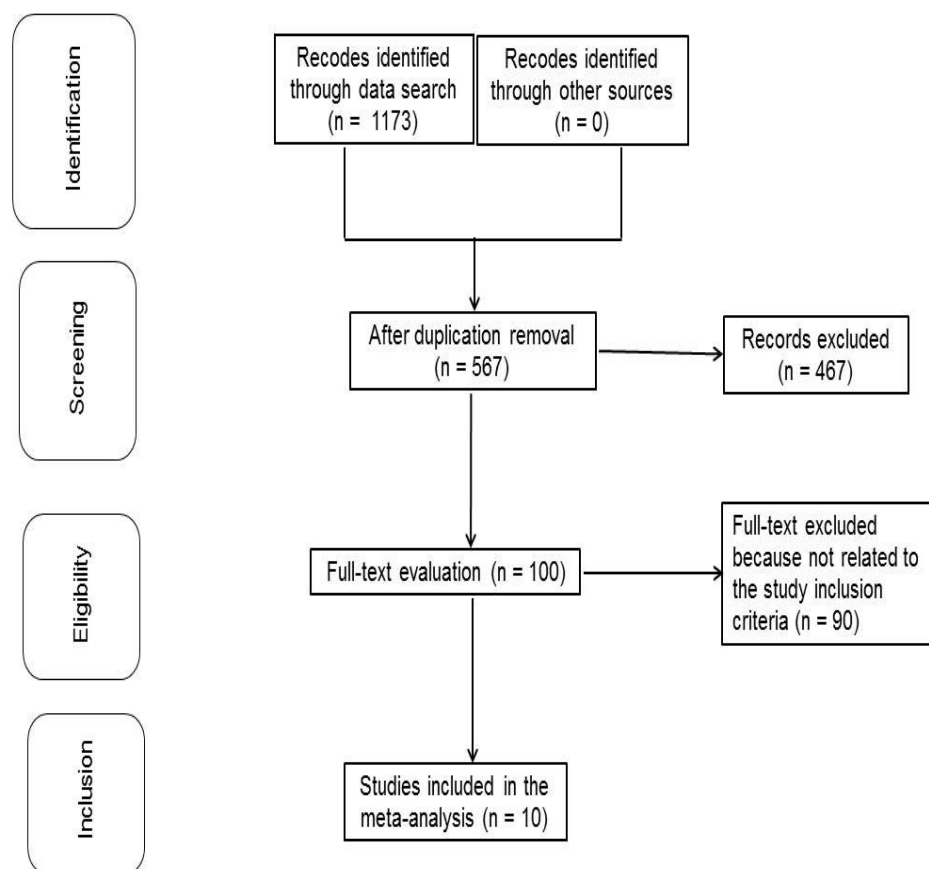 Identification
Recodes identified
through data search
(n = 1173)
Recodes identified
through other sources
(n = 0)
Screening
After duplication removal
(n = 567)
Records excluded
(n = 467)
Eligibility
Full-text evaluation (n = 100)
Full-text excluded
because not related to
the study inclusion
criteria (n = 90)
Inclusion
Studies included in the
meta-analysis (n = 10)